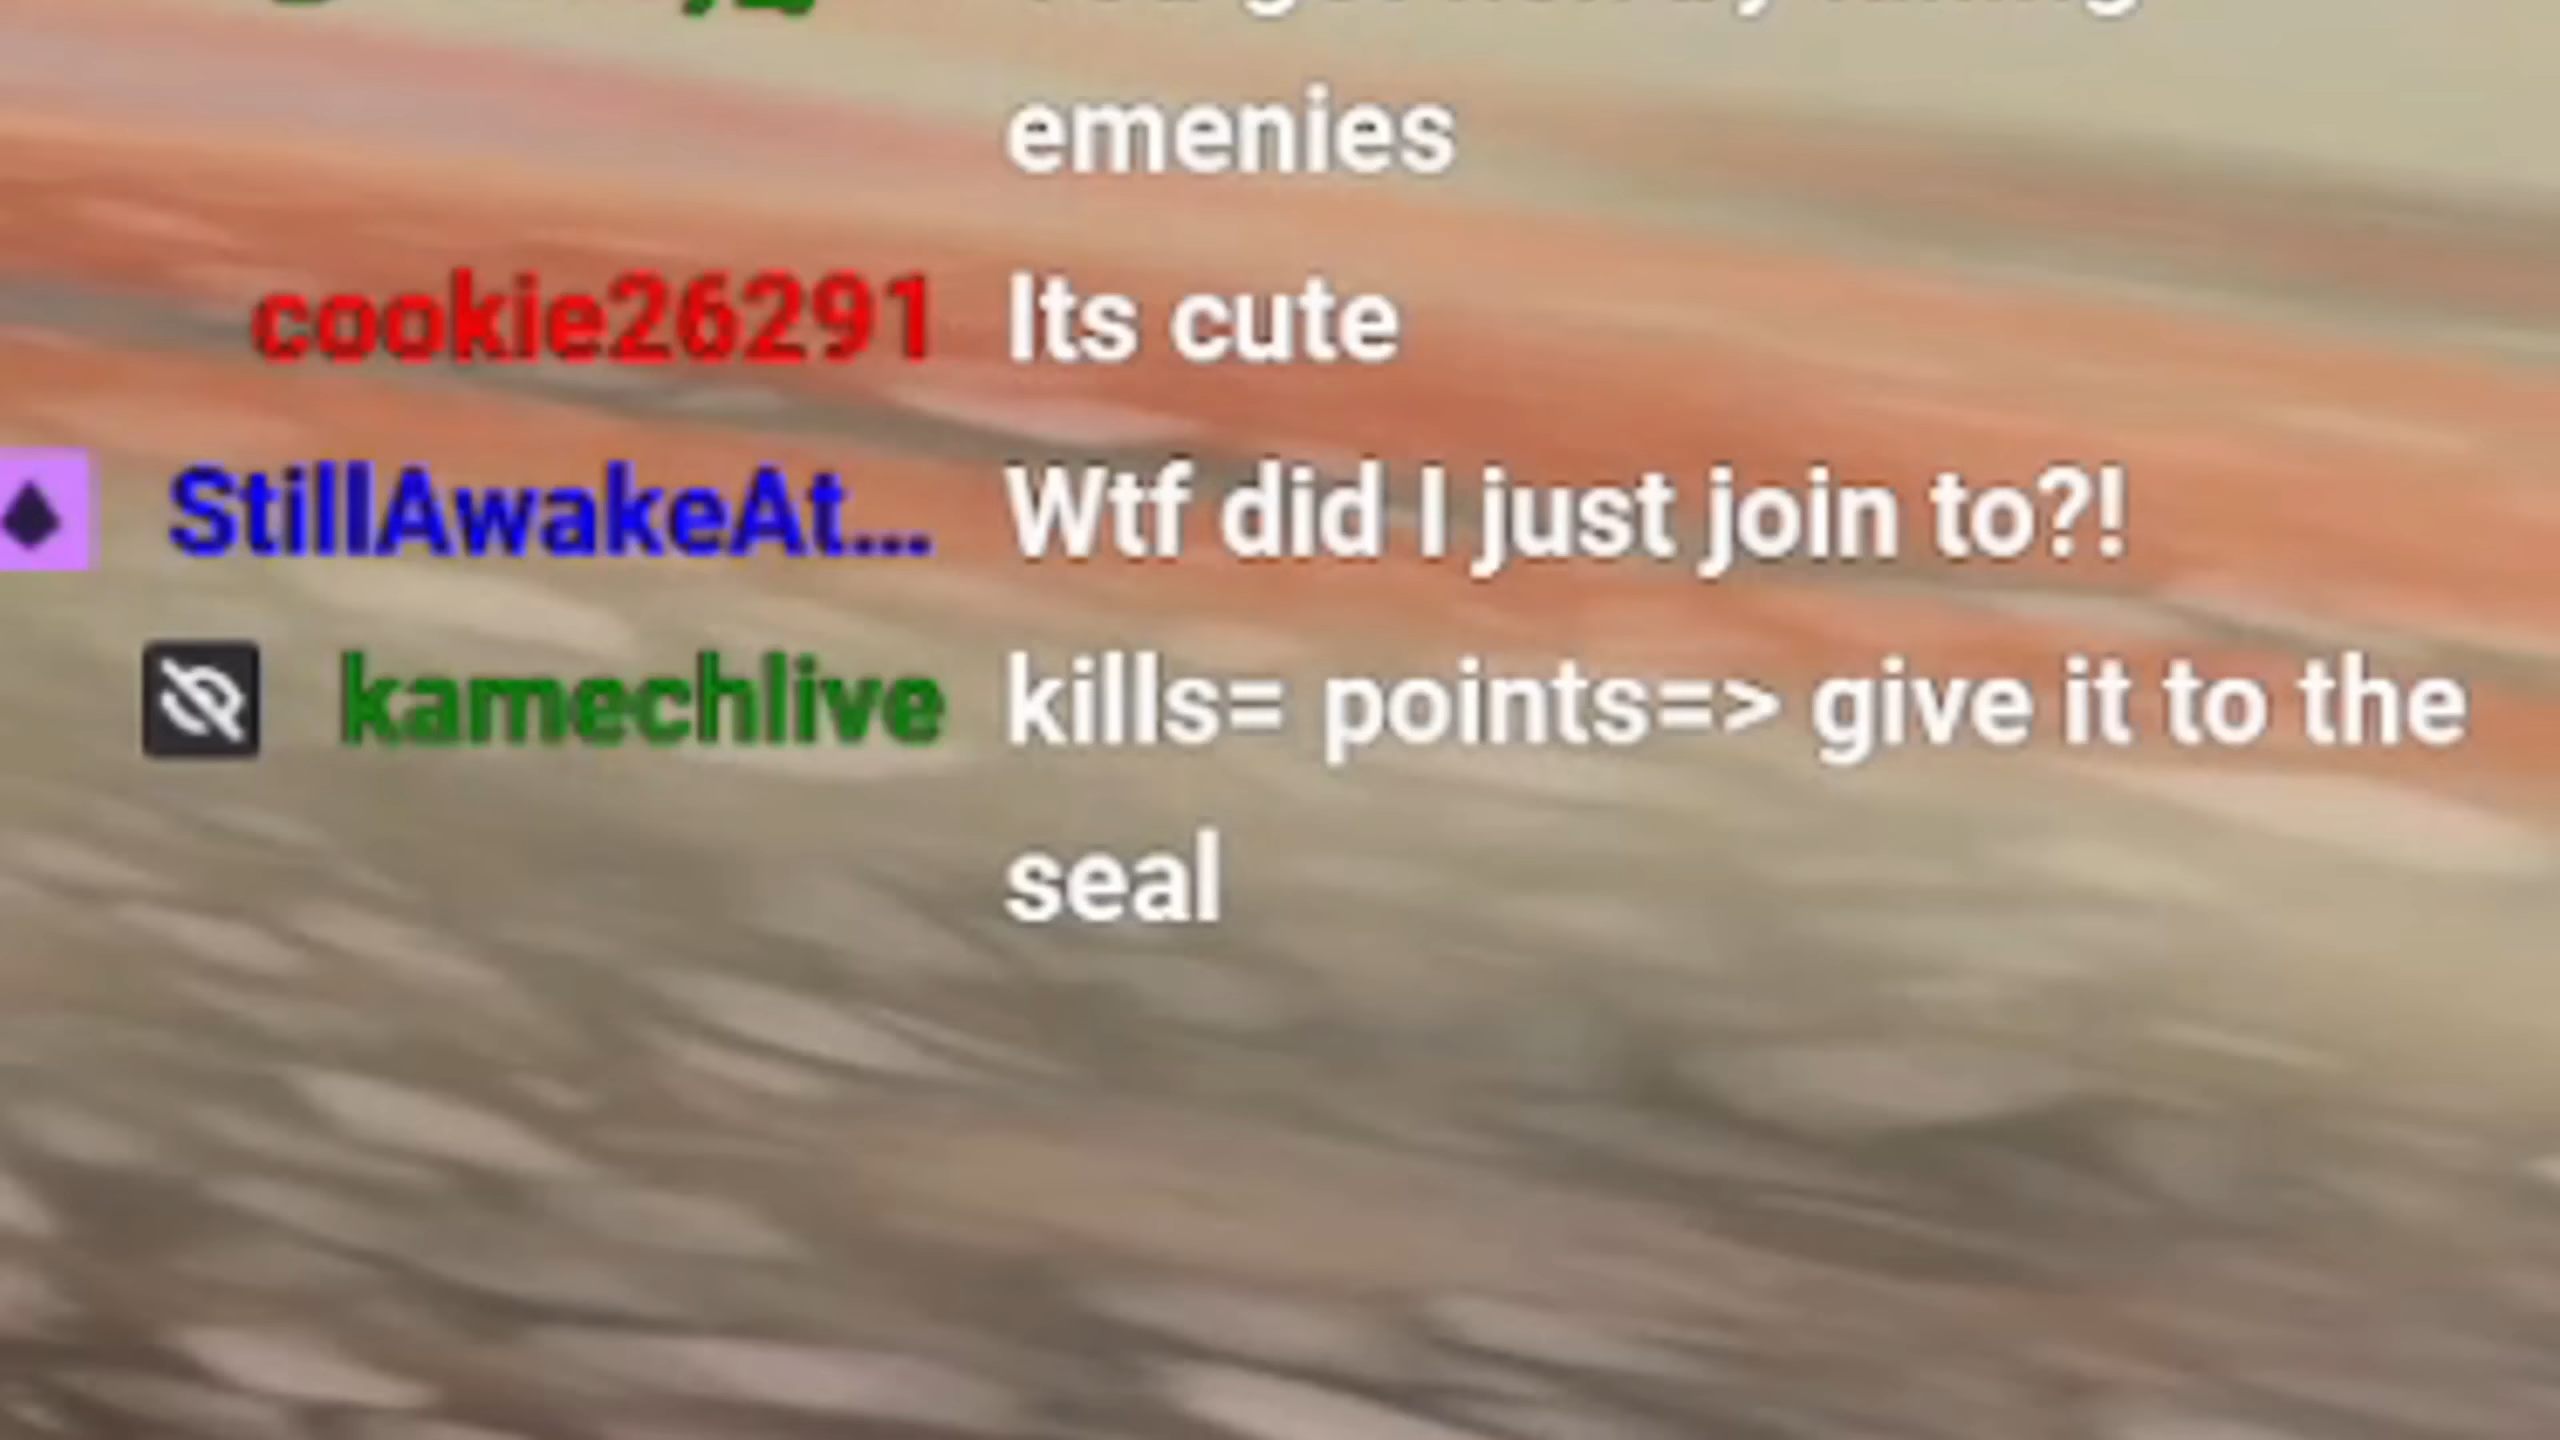 emenies
cookie26291 Its cute
StillAwakeAt... Wtf did I just join to?!
kamechlive kills= points=> give it to the
seal